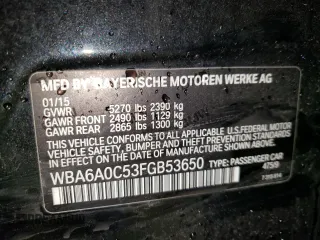 MFD BY BAYERISCHE MOTOREN WERKE AG
01/15
GVWR 5270 lbs 2390 kg
GAWR FRONT 2490 lbs 1129 kg
GAWR REAR 2865 lbs 1300 kg
THIS VEHICLE CONFORMS TO ALL APPLICABLE
U.S. FEDERAL MOTOR VEHICLE SAFETY,
BUMPER, AND THEFT PREVENTION
STANDARDS IN EFFECT ON THE DATE OF
MANUFACTURE SHOWN ABOVE.
WBA6A0C53FGB53650 TYPE: PASSENGER CAR